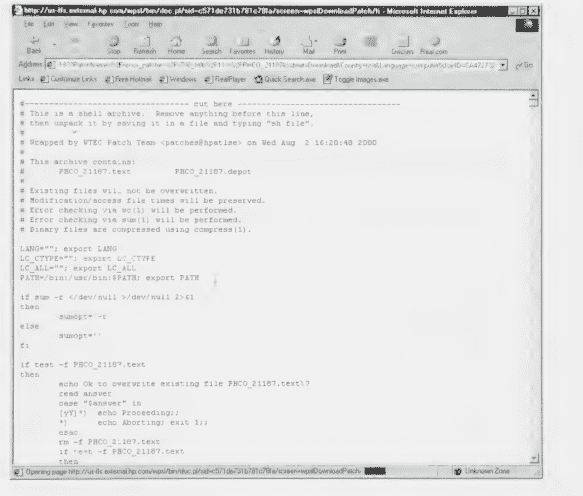 http://us-ffs.external.hp.com/wpsl/bin/doc.pl/sid=c571de731b781c781a/screen=wpslDownloadPatch/h - Microsoft Internet Explorer
File Edit View Favorites Tools Help
Back Stop Refresh Home Search Favorites History Mail Print Discuss Real.com
Address Go
Links Customize Links Free Hotmail Windows RealPlayer Quick Search.exe Toggle Images.exe
#--------------------------------- cut here ---------------------------------
# This is a shell archive. Remove anything before this line,
# then unpack it by saving it in a file and typing "sh file".
#
# Wrapped by WTEC Patch Team <patches@hpatlse> on Wed Aug 2 16:20:48 2000
#
# This archive contains:
# PHCO_21187.text PHCO_21187.depot
#
# Existing files will not be overwritten.
# Modification/access file times will be preserved.
# Error checking via wc(1) will be performed.
# Error checking via sum(1) will be performed.
# Binary files are compressed using compress(1).
LANG=""; export LANG
LC_CTYPE=""; export LC_CTYPE
LC_ALL=""; export LC_ALL
PATH=/bin:/usr/bin:$PATH; export PATH
if sum -r </dev/null >/dev/null 2>&1
then
sumopt='-r'
else
sumopt=''
fi
if test -f PHCO_21187.text
then
echo Ok to overwrite existing file PHCO_21187.text\?
read answer
case "$answer" in
[yY]*) echo Proceeding;;
*) echo Aborting; exit 1;;
esac
rm -f PHCO_21187.text
if test -f PHCO_21187.text
then
Opening page http://us-ffs.external.hp.com/wpsl/bin/doc.pl/sid=c571de731b781c781a/screen=wpslDownloadPatch- Unknown Zone